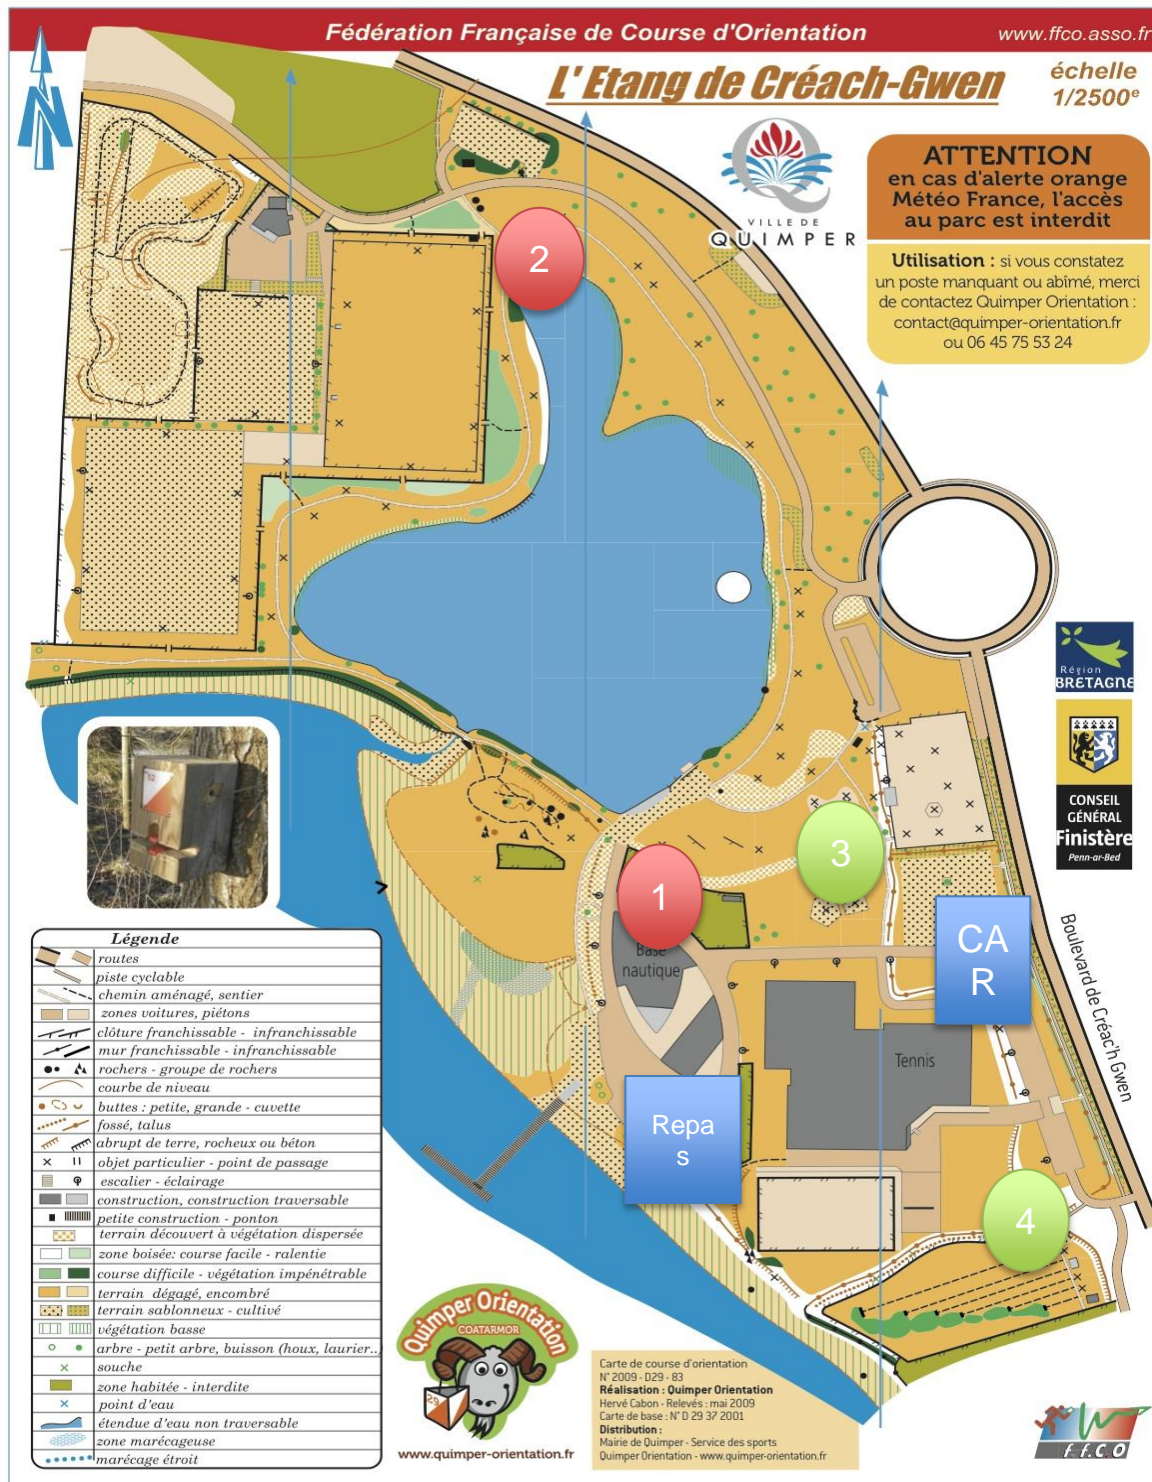 Fédération Française de Course d'Orientation
www.ffco.asso.fr
L'Etang de Créach-Gwen
échelle
1/2500e
N
VILLE DE
QUIMPER
ATTENTION
en cas d'alerte orange
Météo France, l'accès
au parc est interdit
Utilisation : si vous constatez
un poste manquant ou abîmé, merci
de contactez Quimper Orientation :
contact@quimper-orientation.fr
ou 06 45 75 53 24
2
Région
BRETAGNE
CONSEIL
GÉNÉRAL
Finistère
Penn-ar-Bed
3
1
Base
nautique
CA
R
Boulevard de Créac'h Gwen
Tennis
Repa
s
4
Légende
routes
piste cyclable
chemin aménagé, sentier
zones voitures, piétons
clôture franchissable - infranchissable
mur franchissable - infranchissable
rochers - groupe de rochers
courbe de niveau
buttes : petite, grande - cuvette
fossé, talus
abrupt de terre, rocheux ou béton
objet particulier - point de passage
escalier - éclairage
construction, construction traversable
petite construction - ponton
terrain découvert à végétation dispersée
zone boisée: course facile - ralentie
course difficile - végétation impénétrable
terrain dégagé, encombré
terrain sablonneux - cultivé
végétation basse
arbre - petit arbre, buisson (houx, laurier..)
souche
zone habitée - interdite
point d'eau
étendue d'eau non traversable
zone marécageuse
marécage étroit
Quimper Orientation
COATARMOR
29
www.quimper-orientation.fr
Carte de course d'orientation
N° 2009 - D29 - 83
Réalisation : Quimper Orientation
Hervé Cabon - Relevés : mai 2009
Carte de base : N° D 29 37 2001
Distribution :
Mairie de Quimper - Service des sports
Quimper Orientation - www.quimper-orientation.fr
ffCO